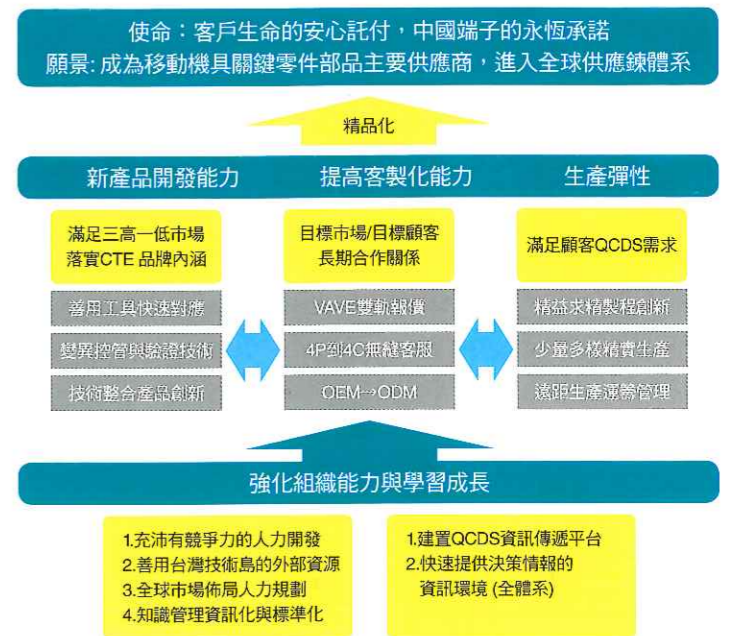 使命：客戶生命的安心託付，中國端子的永恆承諾
願景: 成為移動機具關鍵零件部品主要供應商，進入全球供應鍊體系
精品化
新產品開發能力
提高客製化能力
生產彈性
滿足三高一低市場
落實CTE 品牌內涵
目標市場/目標顧客
長期合作關係
滿足顧客QCDS需求
善用工具快速對應
VAVE雙軌報價
精益求精製程創新
變異控管與驗證技術
4P到4C無縫客服
少量多樣精實生產
技術整合產品創新
OEM→ODM
遠距生產運籌管理
強化組織能力與學習成長
1.充沛有競爭力的人力開發
2.善用台灣技術島的外部資源
3.全球市場佈局人力規劃
4.知識管理資訊化與標準化
1.建置QCDS資訊傳遞平台
2.快速提供決策情報的
資訊環境 (全體系)